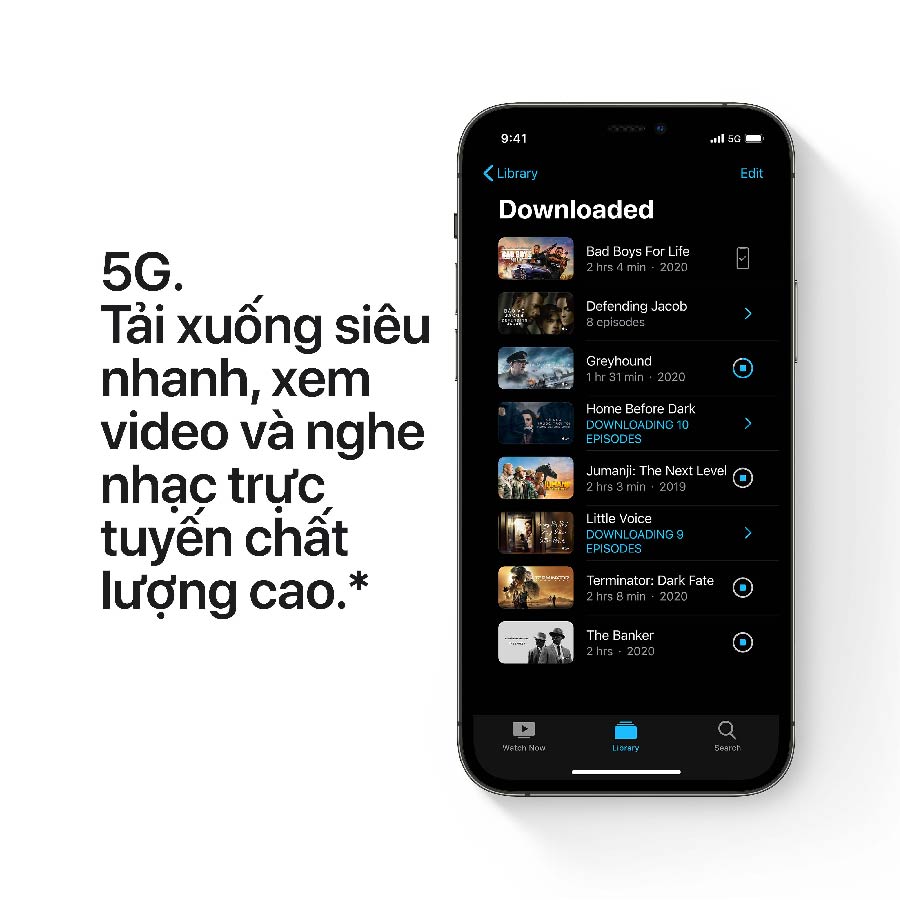 5G.
Tải xuống siêu
nhanh, xem
video và nghe
nhạc trực
tuyến chất
lượng cao.*
9:41
5G
Library
Edit
Downloaded
Bad Boys For Life
2 hrs 4 min · 2020
Defending Jacob
8 episodes
Greyhound
1 hr 31 min · 2020
Home Before Dark
DOWNLOADING 10
EPISODES
Jumanji: The Next Level
2 hrs 3 min · 2019
Little Voice
DOWNLOADING 9
EPISODES
Terminator: Dark Fate
2 hrs 8 min · 2020
The Banker
2 hrs · 2020
Watch Now
Library
Search